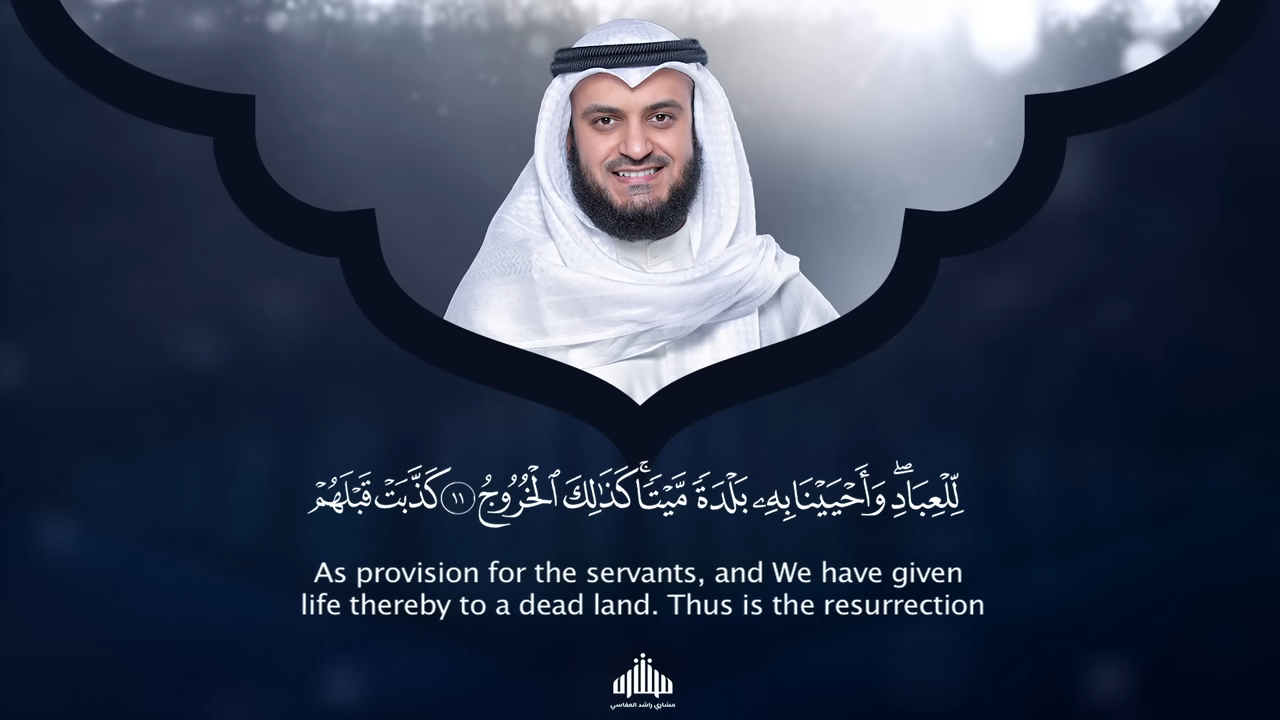 لِّلْعِبَادِ ۖ وَأَحْيَيْنَا بِهِۦ بَلْدَةً مَّيْتًا ۚ كَذَٰلِكَ ٱلْخُرُوجُ ١١ كَذَّبَتْ قَبْلَهُمْ
As provision for the servants, and We have given
life thereby to a dead land. Thus is the resurrection
مشاري راشد العفاسي